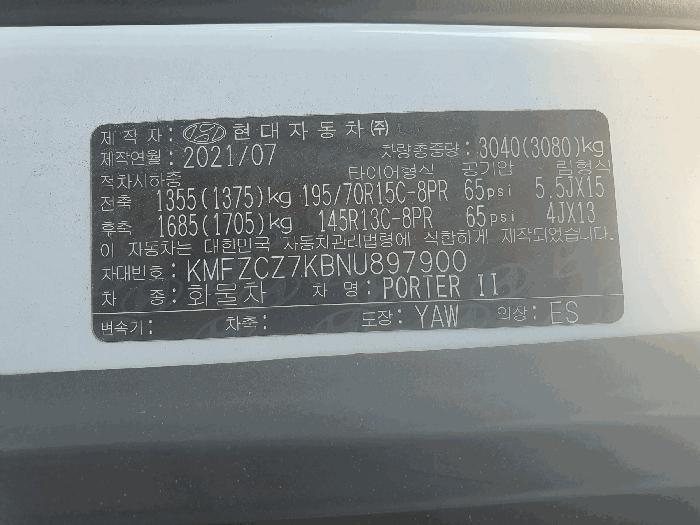 제 작 자: 현대자동차㈜
제작연월: 2021/07 차량총중량: 3040(3080)kg
적차시하중 타이어형식 공기압 림형식
전축 1355(1375)kg 195/70R15C-8PR 65psi 5.5JX15
후축 1685(1705)kg 145R13C-8PR 65psi 4JX13
이 자동차는 대한민국 자동차관리법령에 적합하게 제작되었습니다
차대번호: KMFZCZ7KBNU897900
차 종: 화물차 차 명: PORTER II
변속기: 차축: 도장: YAW 의장: ES